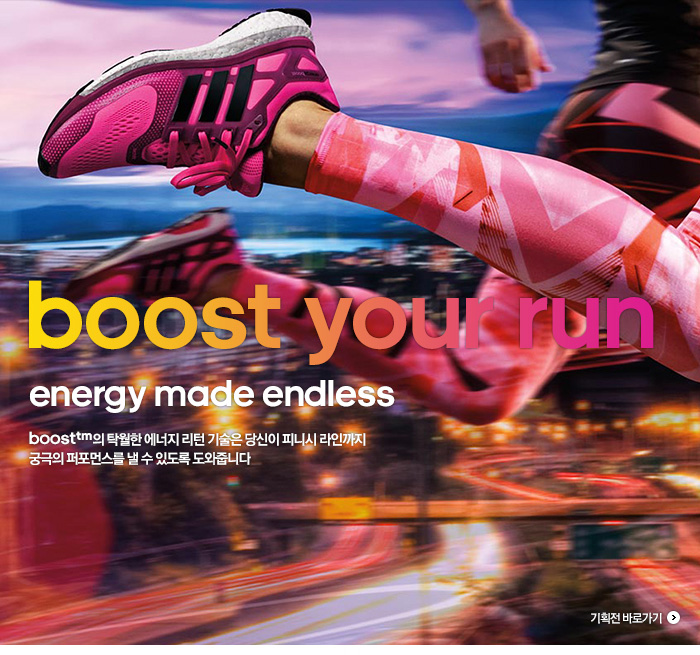 boost your run
energy made endless
boost™의 탁월한 에너지 리턴 기술은 당신이 피니시 라인까지
궁극의 퍼포먼스를 낼 수 있도록 도와줍니다
기획전 바로가기